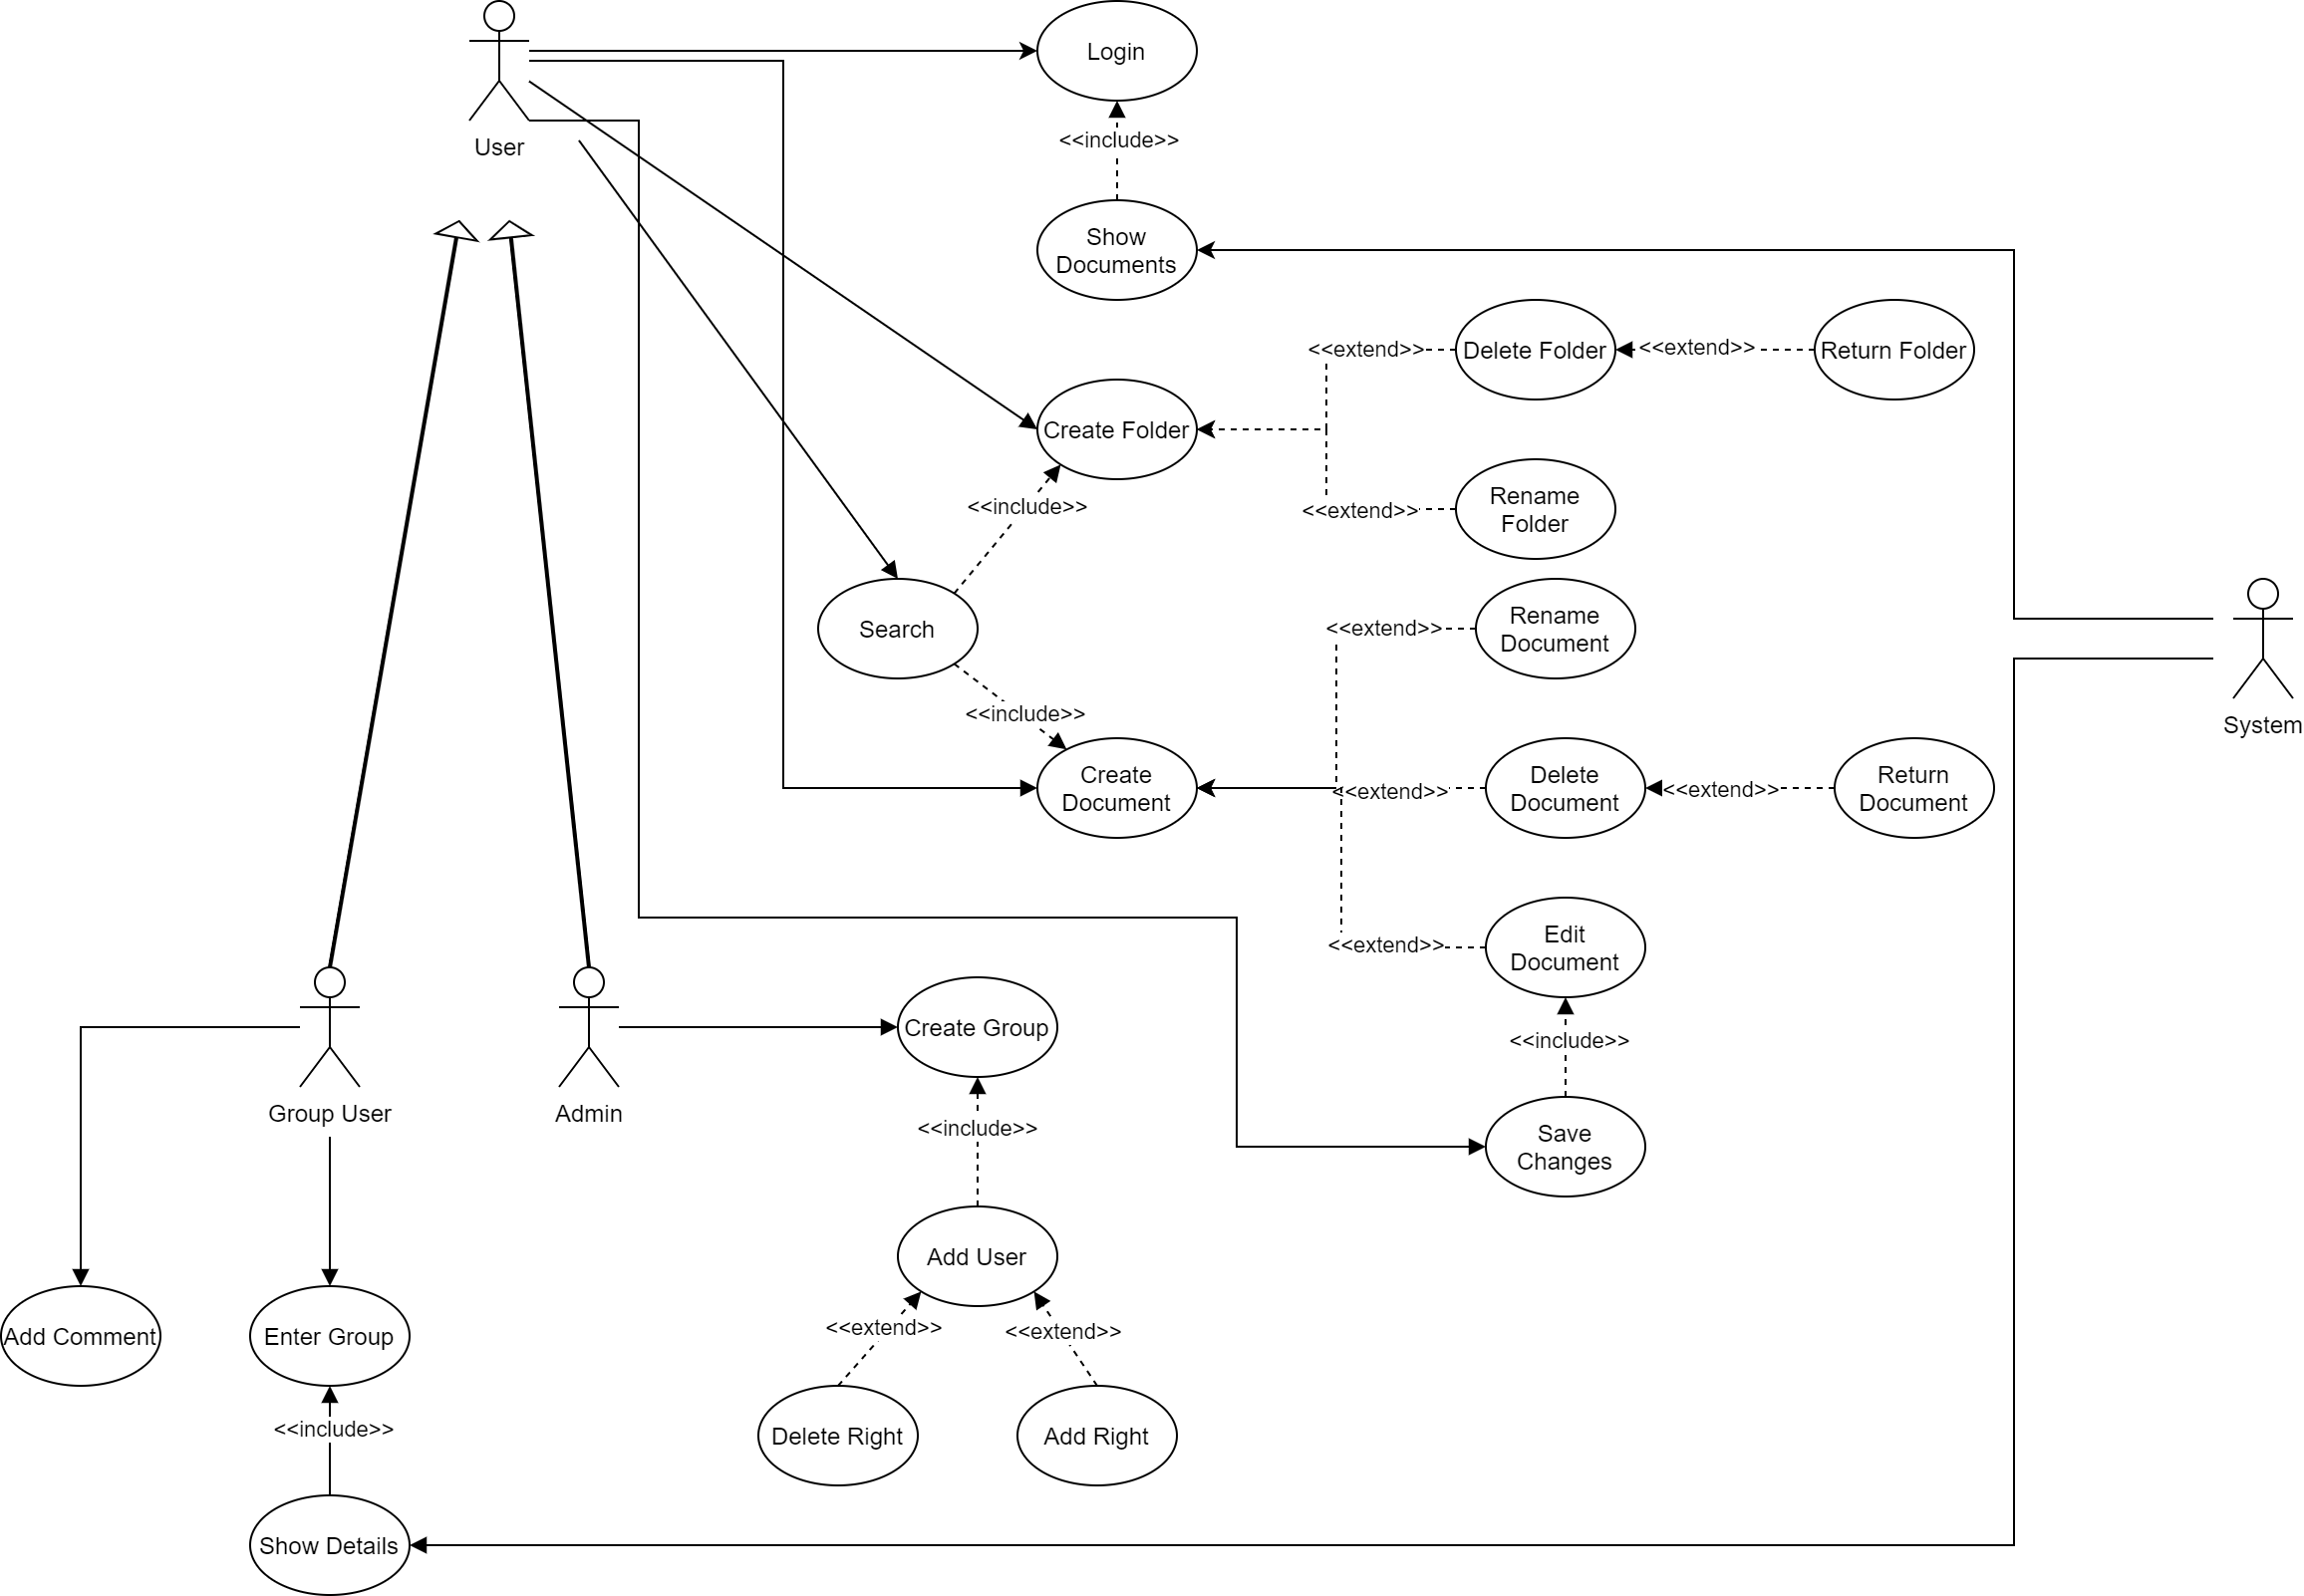 Login
User
<<include>>
Show
Documents
<<extend>>
Delete Folder
<<extend>>
Return Folder
Create Folder
<<include>>
<<extend>>
Rename
Folder
Search
<<extend>>
Rename
Document
System
<<include>>
Create
Document
<<extend>>
Delete
Document
<<extend>>
Return
Document
<<extend>>
Edit
Document
Create Group
<<include>>
Group User
Admin
<<include>>
Save
Changes
Add User
Add Comment
Enter Group
<<extend>>
<<extend>>
<<include>>
Delete Right
Add Right
Show Details